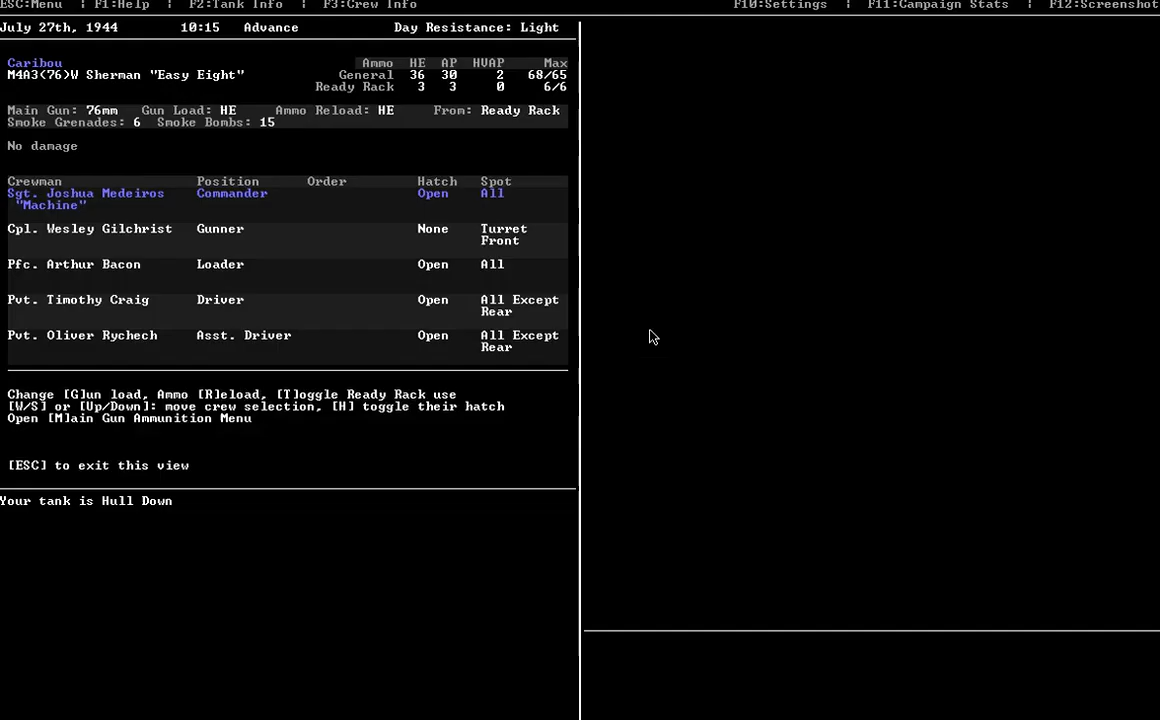 ESC:Menu | F1:Help | F2:Tank Info | F3:Crew Info F10:Settings | F11:Campaign Stats | F12:Screenshot
July 27th, 1944 10:15 Advance Day Resistance: Light
Caribou Ammo HE AP HVAP Max
M4A3(76)W Sherman "Easy Eight" General 36 30 2 68/65
Ready Rack 3 3 0 6/6
Main Gun: 76mm Gun Load: HE Ammo Reload: HE From: Ready Rack
Smoke Grenades: 6 Smoke Bombs: 15
No damage
Crewman Position Order Hatch Spot
Sgt. Joshua Medeiros Commander Open All
"Machine"
Cpl. Wesley Gilchrist Gunner None Turret
Front
Pfc. Arthur Bacon Loader Open All
Pvt. Timothy Craig Driver Open All Except
Rear
Pvt. Oliver Rychech Asst. Driver Open All Except
Rear
Change [G]un load, Ammo [R]eload, [T]oggle Ready Rack use
[W/S] or [Up/Down]: move crew selection, [H] toggle their hatch
Open [M]ain Gun Ammunition Menu
[ESC] to exit this view
Your tank is Hull Down